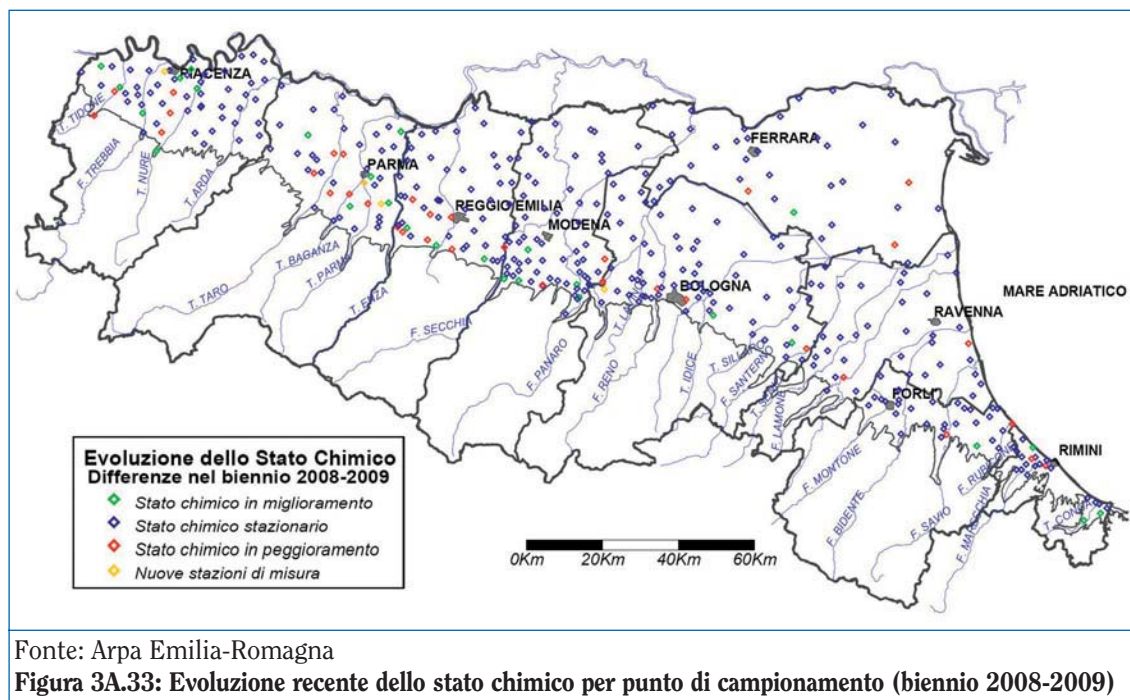 PIACENZA
T. TIDONE
F. TREBBIA
T. NURE
T. ARDA
PARMA
FERRARA
REGGIO EMILIA
MODENA
T. BAGANZA
T. PARMA
T. TARO
T. ENZA
F. SECCHIA
BOLOGNA
MARE ADRIATICO
RAVENNA
F. PANARO
F. RENO
T. IDICE
T. SILLARO
F. SANTERNO
F. LAMONE
FORLI'
F. MONTONE
F. BIDENTE
F. SAVIO
F. MARECCHIA
RIMINI
T. CONCA
Evoluzione dello Stato Chimico
Differenze nel biennio 2008-2009
Stato chimico in miglioramento
Stato chimico stazionario
Stato chimico in peggioramento
Nuove stazioni di misura
0Km 20Km 40Km 60Km
Fonte: Arpa Emilia-Romagna
Figura 3A.33: Evoluzione recente dello stato chimico per punto di campionamento (biennio 2008-2009)